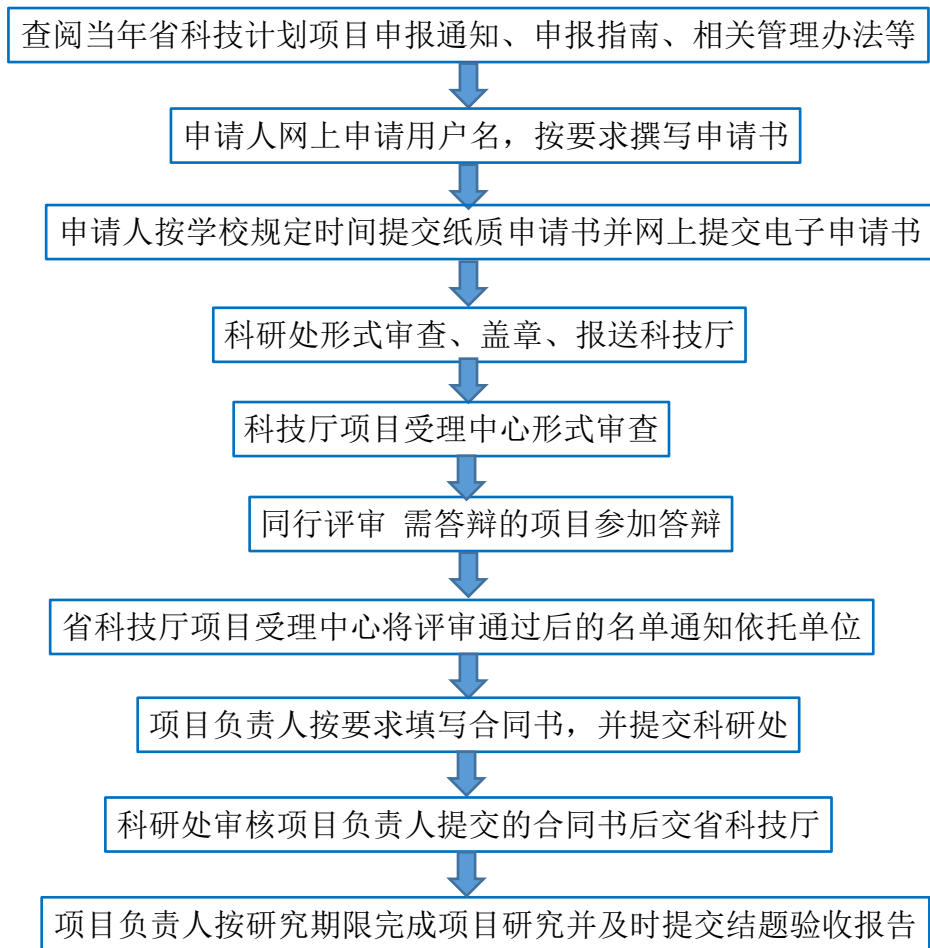 查阅当年省科技计划项目申报通知、申报指南、相关管理办法等
申请人网上申请用户名，按要求撰写申请书
申请人按学校规定时间提交纸质申请书并网上提交电子申请书
科研处形式审查、盖章、报送科技厅
科技厅项目受理中心形式审查
同行评审 需答辩的项目参加答辩
省科技厅项目受理中心将评审通过后的名单通知依托单位
项目负责人按要求填写合同书，并提交科研处
科研处审核项目负责人提交的合同书后交省科技厅
项目负责人按研究期限完成项目研究并及时提交结题验收报告